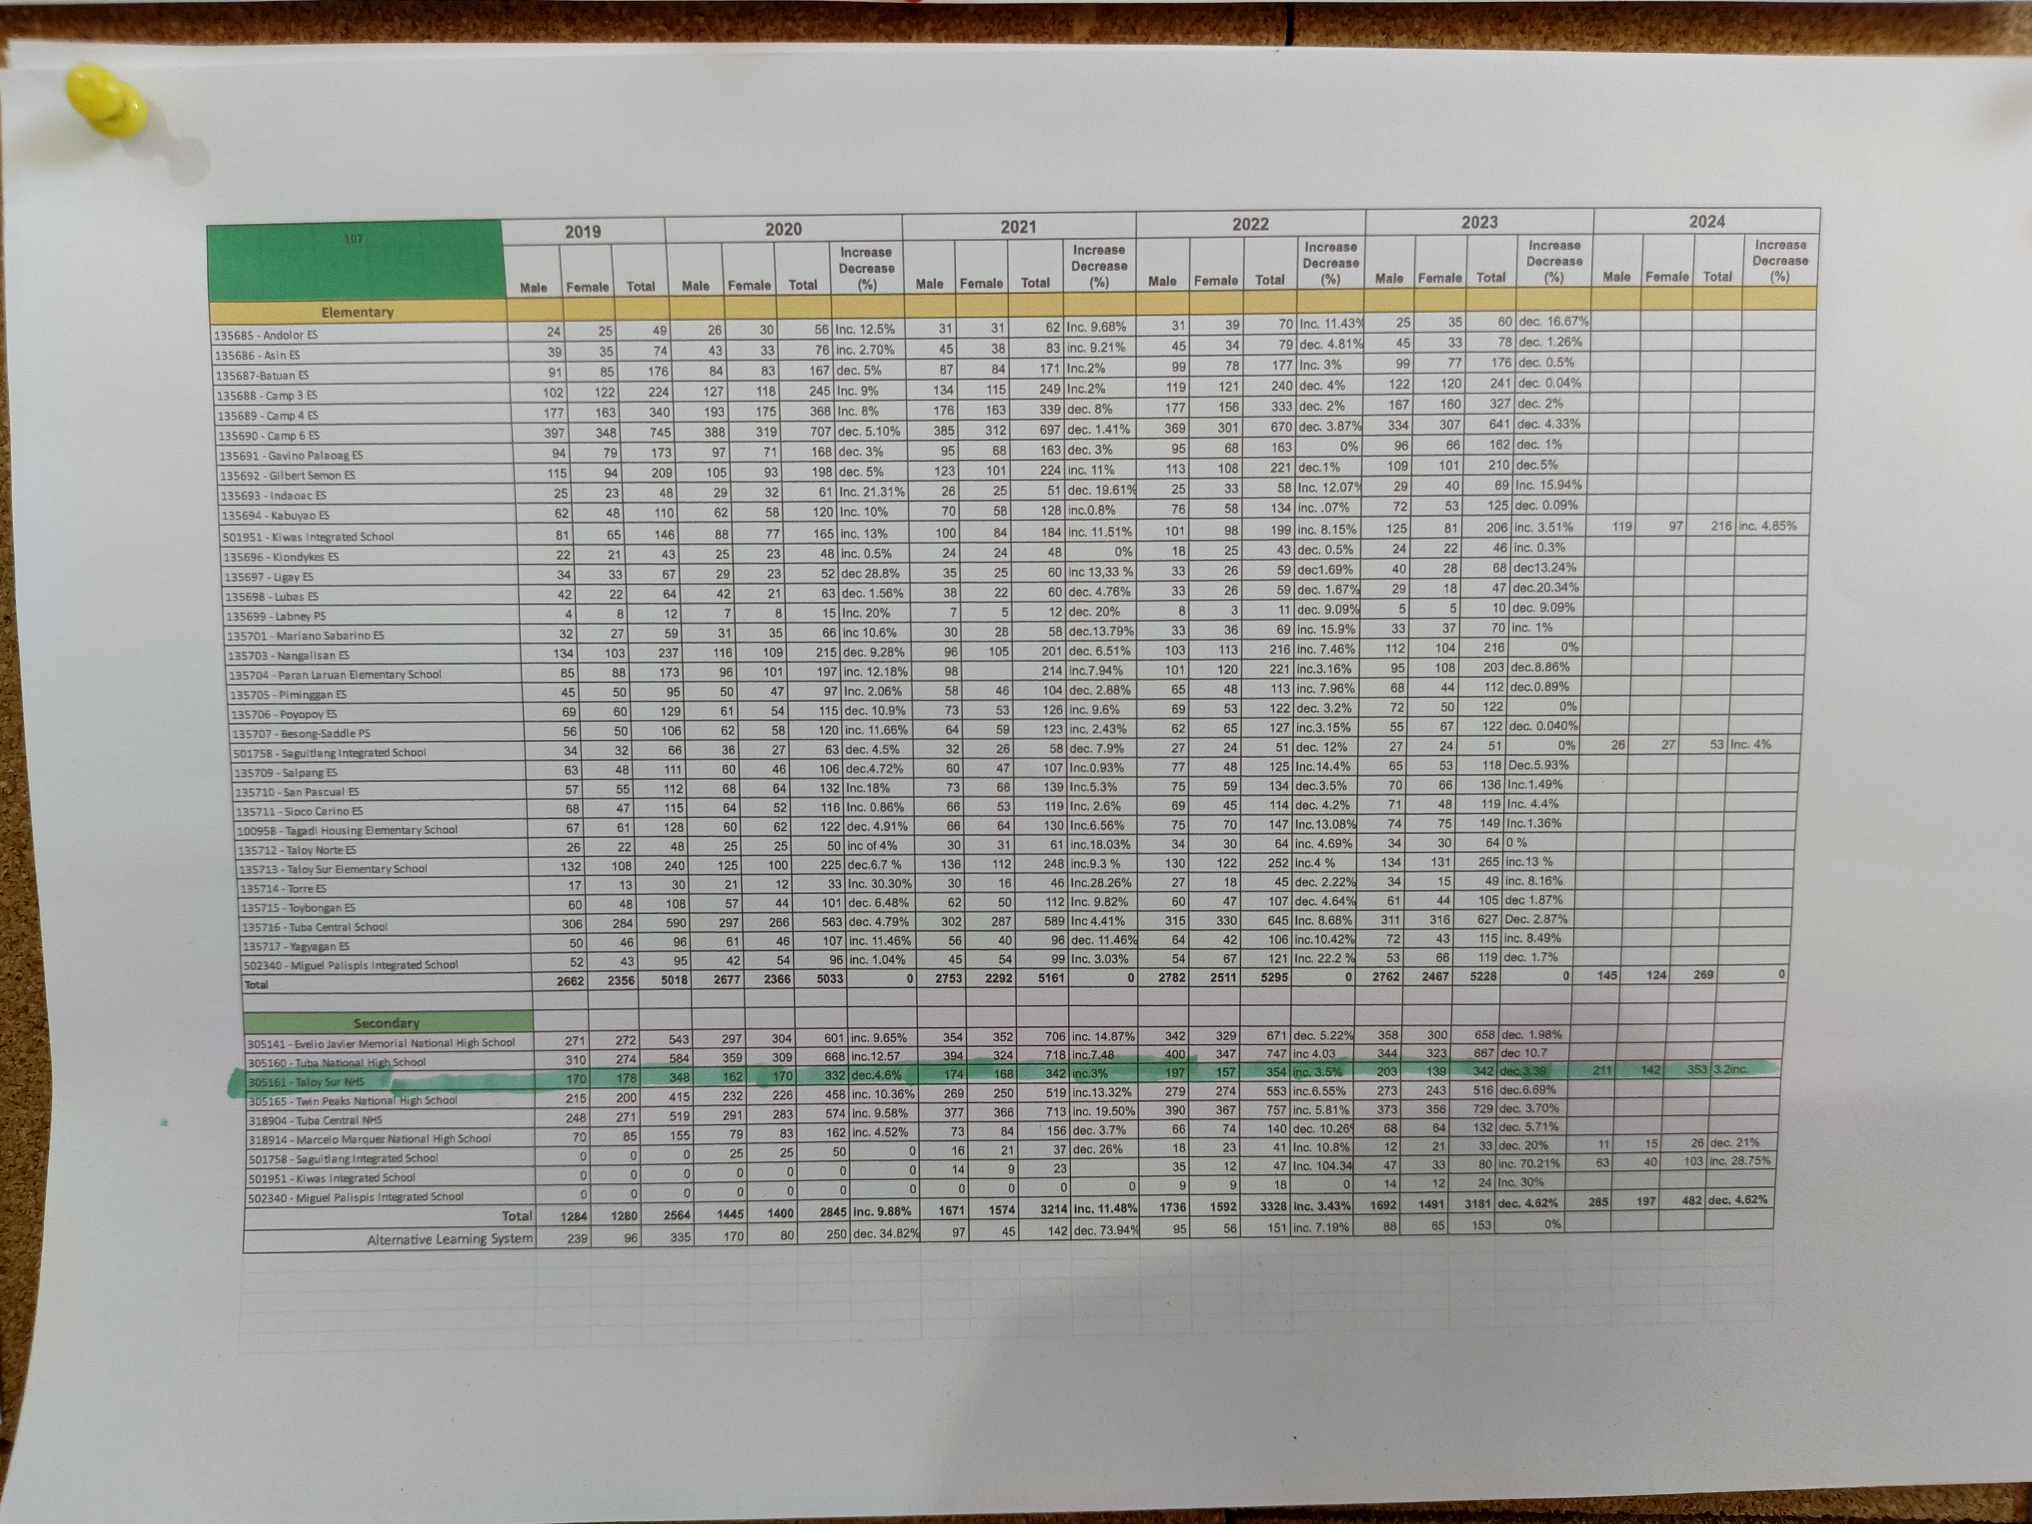 107 2019 2020 2021 2022 2023 2024
Male Female Total Male Female Total Increase Decrease (%) Male Female Total Increase Decrease (%) Male Female Total Increase Decrease (%) Male Female Total Increase Decrease (%) Male Female Total Increase Decrease (%)
Elementary
135685 - Andolor ES 24 25 49 26 30 56 Inc. 12.5% 31 31 62 Inc. 9.68% 31 39 70 Inc. 11.43% 25 35 60 dec. 16.67%
135686 - Asin ES 39 35 74 43 33 76 inc. 2.70% 45 38 83 inc. 9.21% 45 34 79 dec. 4.81% 45 33 78 dec. 1.26%
135687-Batuan ES 91 85 176 84 83 167 dec. 5% 87 84 171 Inc.2% 99 78 177 Inc. 3% 99 77 176 dec. 0.5%
135688 - Camp 3 ES 102 122 224 127 118 245 Inc. 9% 134 115 249 Inc.2% 119 121 240 dec. 4% 122 120 241 dec. 0.04%
135689 - Camp 4 ES 177 163 340 193 175 368 Inc. 8% 176 163 339 dec. 8% 177 156 333 dec. 2% 167 160 327 dec. 2%
135690 - Camp 6 ES 397 348 745 388 319 707 dec. 5.10% 385 312 697 dec. 1.41% 369 301 670 dec. 3.87% 334 307 641 dec. 4.33%
135691 - Gavino Palaoag ES 94 79 173 97 71 168 dec. 3% 95 68 163 dec. 3% 95 68 163 0% 96 66 162 dec. 1%
135692 - Gilbert Semon ES 115 94 209 105 93 198 dec. 5% 123 101 224 inc. 11% 113 108 221 dec.1% 109 101 210 dec.5%
135693 - Indaoac ES 25 23 48 29 32 61 Inc. 21.31% 26 25 51 dec. 19.61% 25 33 58 Inc. 12.07% 29 40 69 Inc. 15.94%
135694 - Kabuyao ES 62 48 110 62 58 120 Inc. 10% 70 58 128 inc.0.8% 76 58 134 inc. .07% 72 53 125 dec. 0.09%
501951 - Kiwas Integrated School 81 65 146 88 77 165 inc. 13% 100 84 184 Inc. 11.51% 101 98 199 inc. 8.15% 125 81 206 inc. 3.51% 119 97 216 inc. 4.85%
135696 - Klondykes ES 22 21 43 25 23 48 inc. 0.5% 24 24 48 0% 18 25 43 dec. 0.5% 24 22 46 inc. 0.3%
135697 - Ligay ES 34 33 67 29 23 52 dec 28.8% 35 25 60 inc 13,33 % 33 26 59 dec1.69% 40 28 68 dec13.24%
135698 - Lubas ES 42 22 64 42 21 63 dec. 1.56% 38 22 60 dec. 4.76% 33 26 59 dec. 1.67% 29 18 47 dec.20.34%
135699 - Labney PS 4 8 12 7 8 15 Inc. 20% 7 5 12 dec. 20% 8 3 11 dec. 9.09% 5 5 10 dec. 9.09%
135701 - Mariano Sabarino ES 32 27 59 31 35 66 inc 10.6% 30 28 58 dec.13.79% 33 36 69 inc. 15.9% 33 37 70 inc. 1%
135703 - Nangalisan ES 134 103 237 116 109 215 dec. 9.28% 96 105 201 dec. 6.51% 103 113 216 inc. 7.46% 112 104 216 0%
135704 - Paran Laruan Elementary School 85 88 173 96 101 197 inc. 12.18% 98 214 inc.7.94% 101 120 221 inc.3.16% 95 108 203 dec.8.86%
135705 - Piminggan ES 45 50 95 50 47 97 Inc. 2.06% 58 46 104 dec. 2.88% 65 48 113 inc. 7.96% 68 44 112 dec.0.89%
135706 - Poyopoy ES 69 60 129 61 54 115 dec. 10.9% 73 53 126 inc. 9.6% 69 53 122 dec. 3.2% 72 50 122 0%
135707 - Besong-Saddle PS 56 50 106 62 58 120 inc. 11.66% 64 59 123 inc. 2.43% 62 65 127 inc.3.15% 55 67 122 dec. 0.040%
501758 - Saguitlang Integrated School 34 32 66 36 27 63 dec. 4.5% 32 26 58 dec. 7.9% 27 24 51 dec. 12% 27 24 51 0% 26 27 53 Inc. 4%
135709 - Salpang ES 63 48 111 60 46 106 dec.4.72% 60 47 107 Inc.0.93% 77 48 125 Inc.14.4% 65 53 118 Dec.5.93%
135710 - San Pascual ES 57 55 112 68 64 132 Inc.18% 73 66 139 Inc.5.3% 75 59 134 dec.3.5% 70 66 136 Inc.1.49%
135711 - Sioco Carino ES 68 47 115 64 52 116 Inc. 0.86% 66 53 119 Inc. 2.6% 69 45 114 dec. 4.2% 71 48 119 Inc. 4.4%
100958 - Tagadi Housing Elementary School 67 61 128 60 62 122 dec. 4.91% 66 64 130 Inc.6.56% 75 70 147 Inc.13.08% 74 75 149 Inc.1.36%
135712 - Taloy Norte ES 26 22 48 25 25 50 inc of 4% 30 31 61 inc.18.03% 34 30 64 inc. 4.69% 34 30 64 0 %
135713 - Taloy Sur Elementary School 132 108 240 125 100 225 dec.6.7 % 136 112 248 inc.9.3 % 130 122 252 Inc.4 % 134 131 265 inc.13 %
135714 - Torre ES 17 13 30 21 12 33 Inc. 30.30% 30 16 46 Inc.28.26% 27 18 45 dec. 2.22% 34 15 49 inc. 8.16%
135715 - Toybongan ES 60 48 108 57 44 101 dec. 6.48% 62 50 112 Inc. 9.82% 60 47 107 dec. 4.64% 61 44 105 dec 1.87%
135716 - Tuba Central School 306 284 590 297 266 563 dec. 4.79% 302 287 589 Inc 4.41% 315 330 645 Inc. 8.68% 311 316 627 Dec. 2.87%
135717 - Yagyagan ES 50 46 96 61 46 107 inc. 11.46% 56 40 96 dec. 11.46% 64 42 106 inc.10.42% 72 43 115 inc. 8.49%
502340 - Miguel Palispis Integrated School 52 43 95 42 54 96 inc. 1.04% 45 54 99 Inc. 3.03% 54 67 121 Inc. 22.2 % 53 66 119 dec. 1.7%
Total 2662 2356 5018 2677 2366 5033 0 2753 2292 5161 0 2782 2511 5295 0 2762 2467 5228 0 145 124 269 0
Secondary
305141 - Evelio Javier Memorial National High School 271 272 543 297 304 601 inc. 9.65% 354 352 706 inc. 14.87% 342 329 671 dec. 5.22% 358 300 658 dec. 1.98%
305160 - Tuba National High School 310 274 584 359 309 668 inc.12.57 394 324 718 inc.7.48 400 347 747 inc 4.03 344 323 667 dec 10.7
305161 - Taloy Sur NHS 170 178 348 162 170 332 dec.4.6% 174 168 342 inc.3% 197 157 354 inc. 3.5% 203 139 342 dec.3.39 211 142 353 3.2inc.
305165 - Twin Peaks National High School 215 200 415 232 226 458 inc. 10.36% 269 250 519 inc.13.32% 279 274 553 inc.6.55% 273 243 516 dec.6.69%
318904 - Tuba Central NHS 248 271 519 291 283 574 inc. 9.58% 377 366 713 inc. 19.50% 390 367 757 inc. 5.81% 373 356 729 dec. 3.70%
318914 - Marcelo Marquez National High School 70 85 155 79 83 162 inc. 4.52% 73 84 156 dec. 3.7% 66 74 140 dec. 10.26 68 64 132 dec. 5.71%
501758 - Saguitlang Integrated School 0 0 0 25 25 50 0 16 21 37 dec. 26% 18 23 41 Inc. 10.8% 12 21 33 dec. 20% 11 15 26 dec. 21%
501951 - Kiwas Integrated School 0 0 0 0 0 0 0 14 9 23 35 12 47 Inc. 104.34 47 33 80 inc. 70.21% 63 40 103 inc. 28.75%
502340 - Miguel Palispis Integrated School 0 0 0 0 0 0 0 0 0 0 0 9 9 18 0 14 12 24 Inc. 30%
Total 1284 1280 2564 1445 1400 2845 Inc. 9.88% 1671 1574 3214 inc. 11.48% 1736 1592 3328 Inc. 3.43% 1692 1491 3181 dec. 4.62% 285 197 482 dec. 4.62%
Alternative Learning System 239 96 335 170 80 250 dec. 34.82% 97 45 142 dec. 73.94% 95 56 151 inc. 7.19% 88 65 153 0%